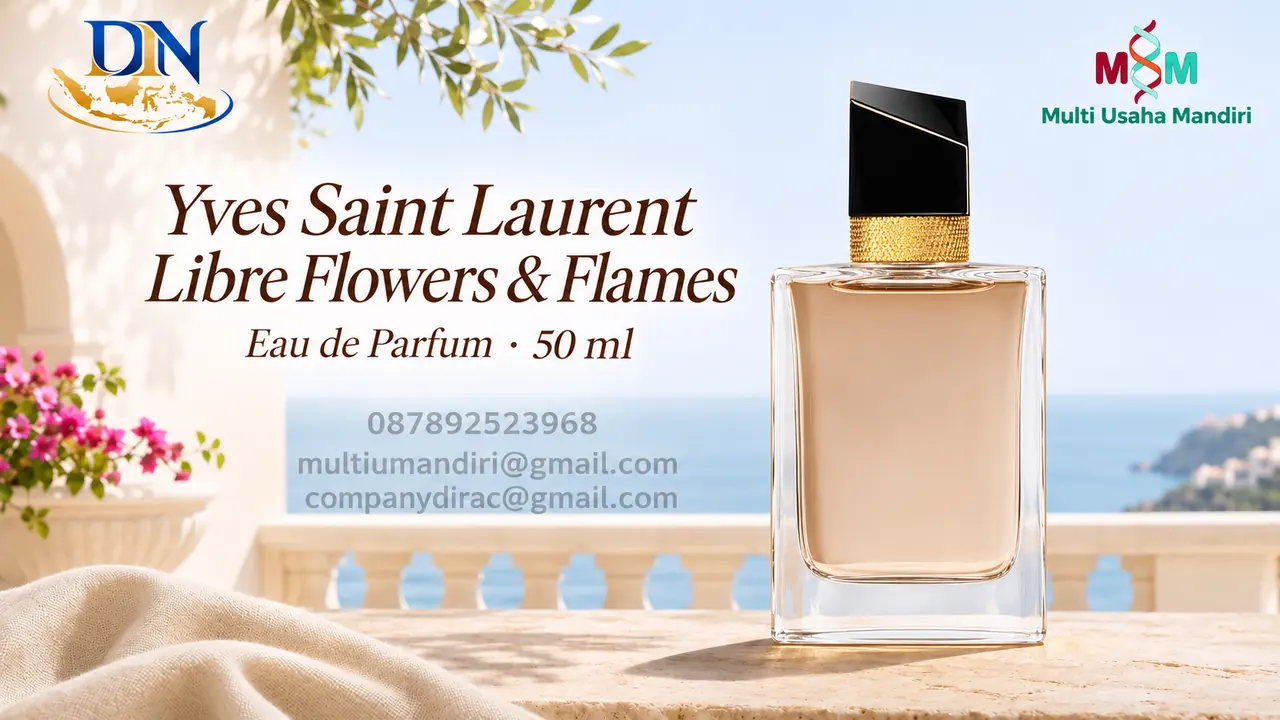 DN
M M
Multi Usaha Mandiri
Yves Saint Laurent
Libre Flowers & Flames
Eau de Parfum · 50 ml
087892523968
multiumandiri@gmail.com
companydirac@gmail.com